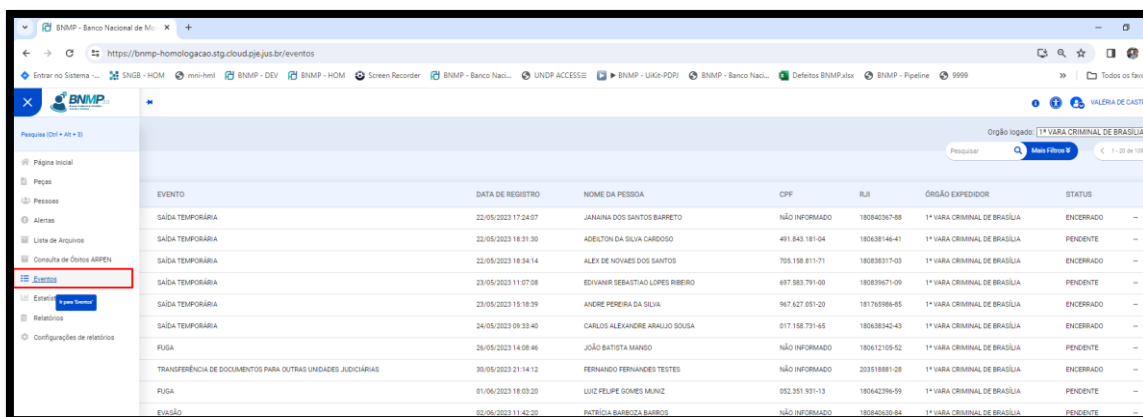 BNMP - Banco Nacional de Mo
https://bnmp-homologacao.stg.cloud.pje.jus.br/eventos
Entrar no Sistema -... SNGB - HOM mni-hml BNMP - DEV BNMP - HOM Screen Recorder BNMP - Banco Naci... UNDP ACCESS BNMP - UiKit-PDPJ BNMP - Banco Naci... Defeitos BNMP.xlsx BNMP - Pipeline 9999 » Todos os favo
BNMP
VALÉRIA DE CAST
Pesquisa (Ctrl + Alt + 3)
Orgão logado: 1ª VARA CRIMINAL DE BRASÍLIA
Pesquisar Mais Filtros 1 - 20 de 108
Página Inicial
Peças
Pessoas
Alertas
Lista de Arquivos
Consulta de Óbitos ARPEN
Eventos
Estatíst
Ir para 'Eventos'
Relatórios
Configurações de relatórios
EVENTO DATA DE REGISTRO NOME DA PESSOA CPF RJI ÓRGÃO EXPEDIDOR STATUS
SAÍDA TEMPORÁRIA 22/05/2023 17:24:07 JANAINA DOS SANTOS BARRETO NÃO INFORMADO 180840367-88 1ª VARA CRIMINAL DE BRASÍLIA ENCERRADO --
SAÍDA TEMPORÁRIA 22/05/2023 18:31:30 ADEILTON DA SILVA CARDOSO 491.843.181-04 180638146-41 1ª VARA CRIMINAL DE BRASÍLIA PENDENTE --
SAÍDA TEMPORÁRIA 22/05/2023 18:34:14 ALEX DE NOVAES DOS SANTOS 705.158.811-71 180838317-03 1ª VARA CRIMINAL DE BRASÍLIA ENCERRADO --
SAÍDA TEMPORÁRIA 23/05/2023 11:07:08 EDIVANIR SEBASTIAO LOPES RIBEIRO 697.583.791-00 180839671-09 1ª VARA CRIMINAL DE BRASÍLIA PENDENTE --
SAÍDA TEMPORÁRIA 23/05/2023 15:18:39 ANDRE PEREIRA DA SILVA 967.627.051-20 181765986-85 1ª VARA CRIMINAL DE BRASÍLIA ENCERRADO --
SAÍDA TEMPORÁRIA 24/05/2023 09:33:40 CARLOS ALEXANDRE ARAUJO SOUSA 017.158.731-65 180638342-43 1ª VARA CRIMINAL DE BRASÍLIA ENCERRADO --
FUGA 26/05/2023 14:08:46 JOÃO BATISTA MANSO NÃO INFORMADO 180612105-52 1ª VARA CRIMINAL DE BRASÍLIA PENDENTE --
TRANSFERÊNCIA DE DOCUMENTOS PARA OUTRAS UNIDADES JUDICIÁRIAS 30/05/2023 21:14:12 FERNANDO FERNANDES TESTES NÃO INFORMADO 203518881-28 1ª VARA CRIMINAL DE BRASÍLIA ENCERRADO --
FUGA 01/06/2023 18:03:20 LUIZ FELIPE GOMES MUNIZ 052.351.931-13 180642396-59 1ª VARA CRIMINAL DE BRASÍLIA PENDENTE --
EVASÃO 02/06/2023 11:42:20 PATRÍCIA BARBOZA BARROS NÃO INFORMADO 180840630-84 1ª VARA CRIMINAL DE BRASÍLIA PENDENTE --